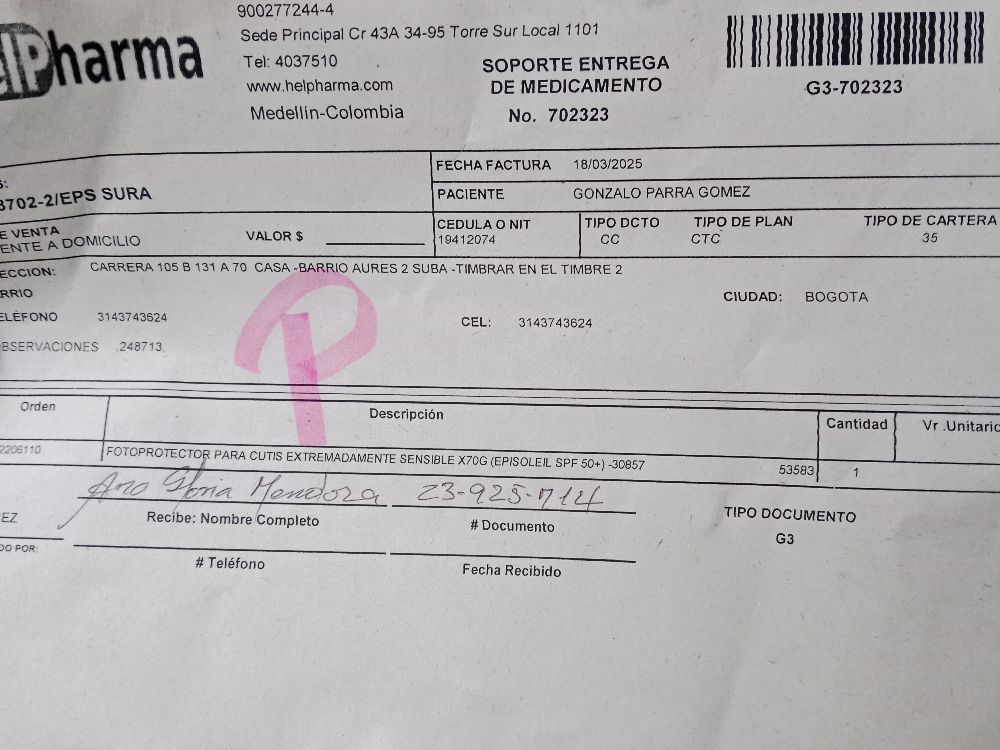 elPharma
900277244-4
Sede Principal Cr 43A 34-95 Torre Sur Local 1101
Tel: 4037510
www.helpharma.com
Medellín-Colombia
SOPORTE ENTREGA
DE MEDICAMENTO
No. 702323
G3-702323
S:
3702-2/EPS SURA
FECHA FACTURA 18/03/2025
PACIENTE GONZALO PARRA GOMEZ
E VENTA
ENTE A DOMICILIO VALOR $
CEDULA O NIT TIPO DCTO TIPO DE PLAN TIPO DE CARTERA
19412074 CC CTC 35
ECCION: CARRERA 105 B 131 A 70 CASA -BARRIO AURES 2 SUBA -TIMBRAR EN EL TIMBRE 2
RRIO CIUDAD: BOGOTA
ELÉFONO 3143743624 CEL: 3143743624
BSERVACIONES 248713
P
Orden Descripción Cantidad Vr .Unitario
2206110 FOTOPROTECTOR PARA CUTIS EXTREMADAMENTE SENSIBLE X70G (EPISOLEIL SPF 50+) -30857 53583 1
Ana Gloria Mendoza 23-925-714
EZ Recibe: Nombre Completo # Documento TIPO DOCUMENTO
G3
DO POR: # Teléfono Fecha Recibido